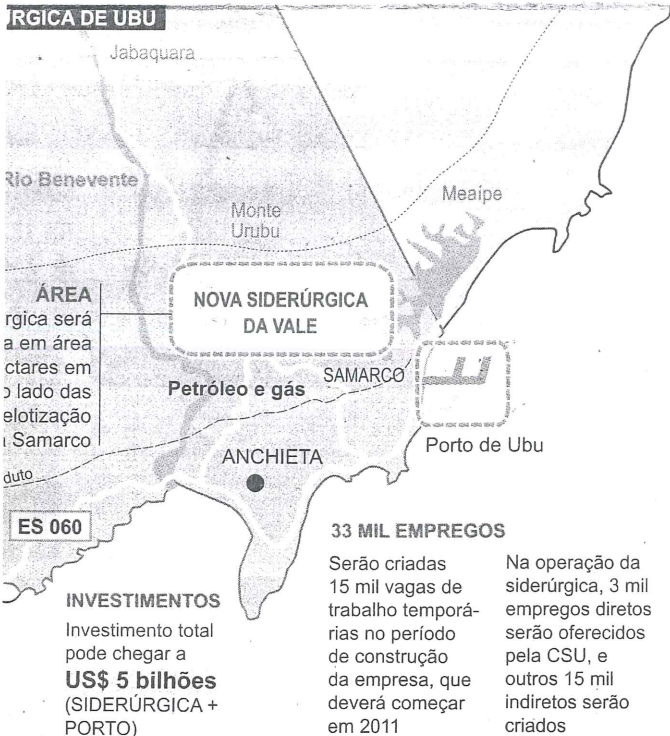 RGICA DE UBU
Jabaquara
Rio Benevente
Monte
Urubu
Meaípe
ÁREA
rgica será
a em área
ctares em
o lado das
elotização
a Samarco
NOVA SIDERÚRGICA
DA VALE
Petróleo e gás
SAMARCO
ANCHIETA
Porto de Ubu
duto
ES 060
INVESTIMENTOS
Investimento total
pode chegar a
US$ 5 bilhões
(SIDERÚRGICA +
PORTO)
33 MIL EMPREGOS
Serão criadas
15 mil vagas de
trabalho temporá-
rias no período
de construção
da empresa, que
deverá começar
em 2011
Na operação da
siderúrgica, 3 mil
empregos diretos
serão oferecidos
pela CSU, e
outros 15 mil
indiretos serão
criados